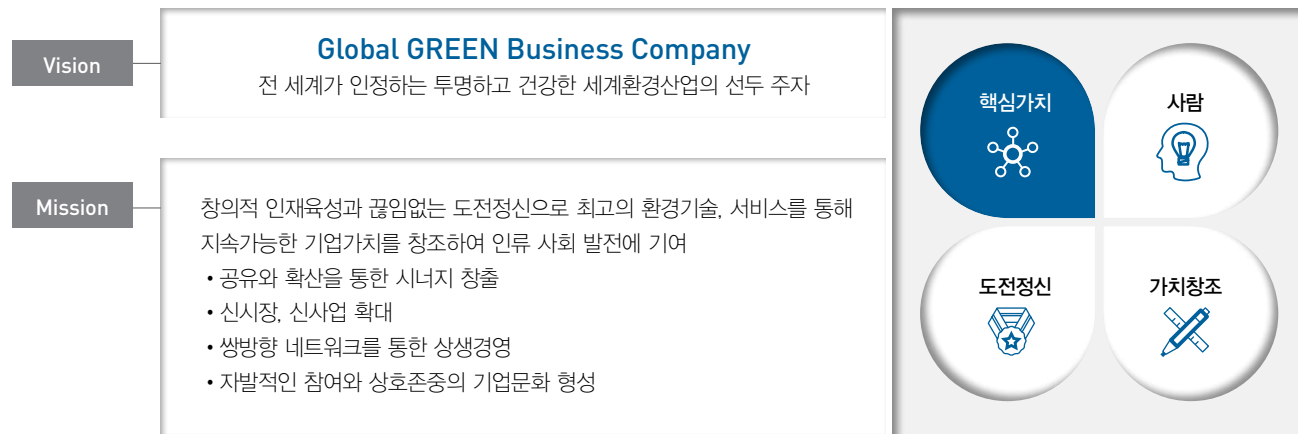 Vision
Global GREEN Business Company
전 세계가 인정하는 투명하고 건강한 세계환경산업의 선두 주자
Mission
창의적 인재육성과 끊임없는 도전정신으로 최고의 환경기술, 서비스를 통해
지속가능한 기업가치를 창조하여 인류 사회 발전에 기여
• 공유와 확산을 통한 시너지 창출
• 신시장, 신사업 확대
• 쌍방향 네트워크를 통한 상생경영
• 자발적인 참여와 상호존중의 기업문화 형성
핵심가치
사람
도전정신
가치창조